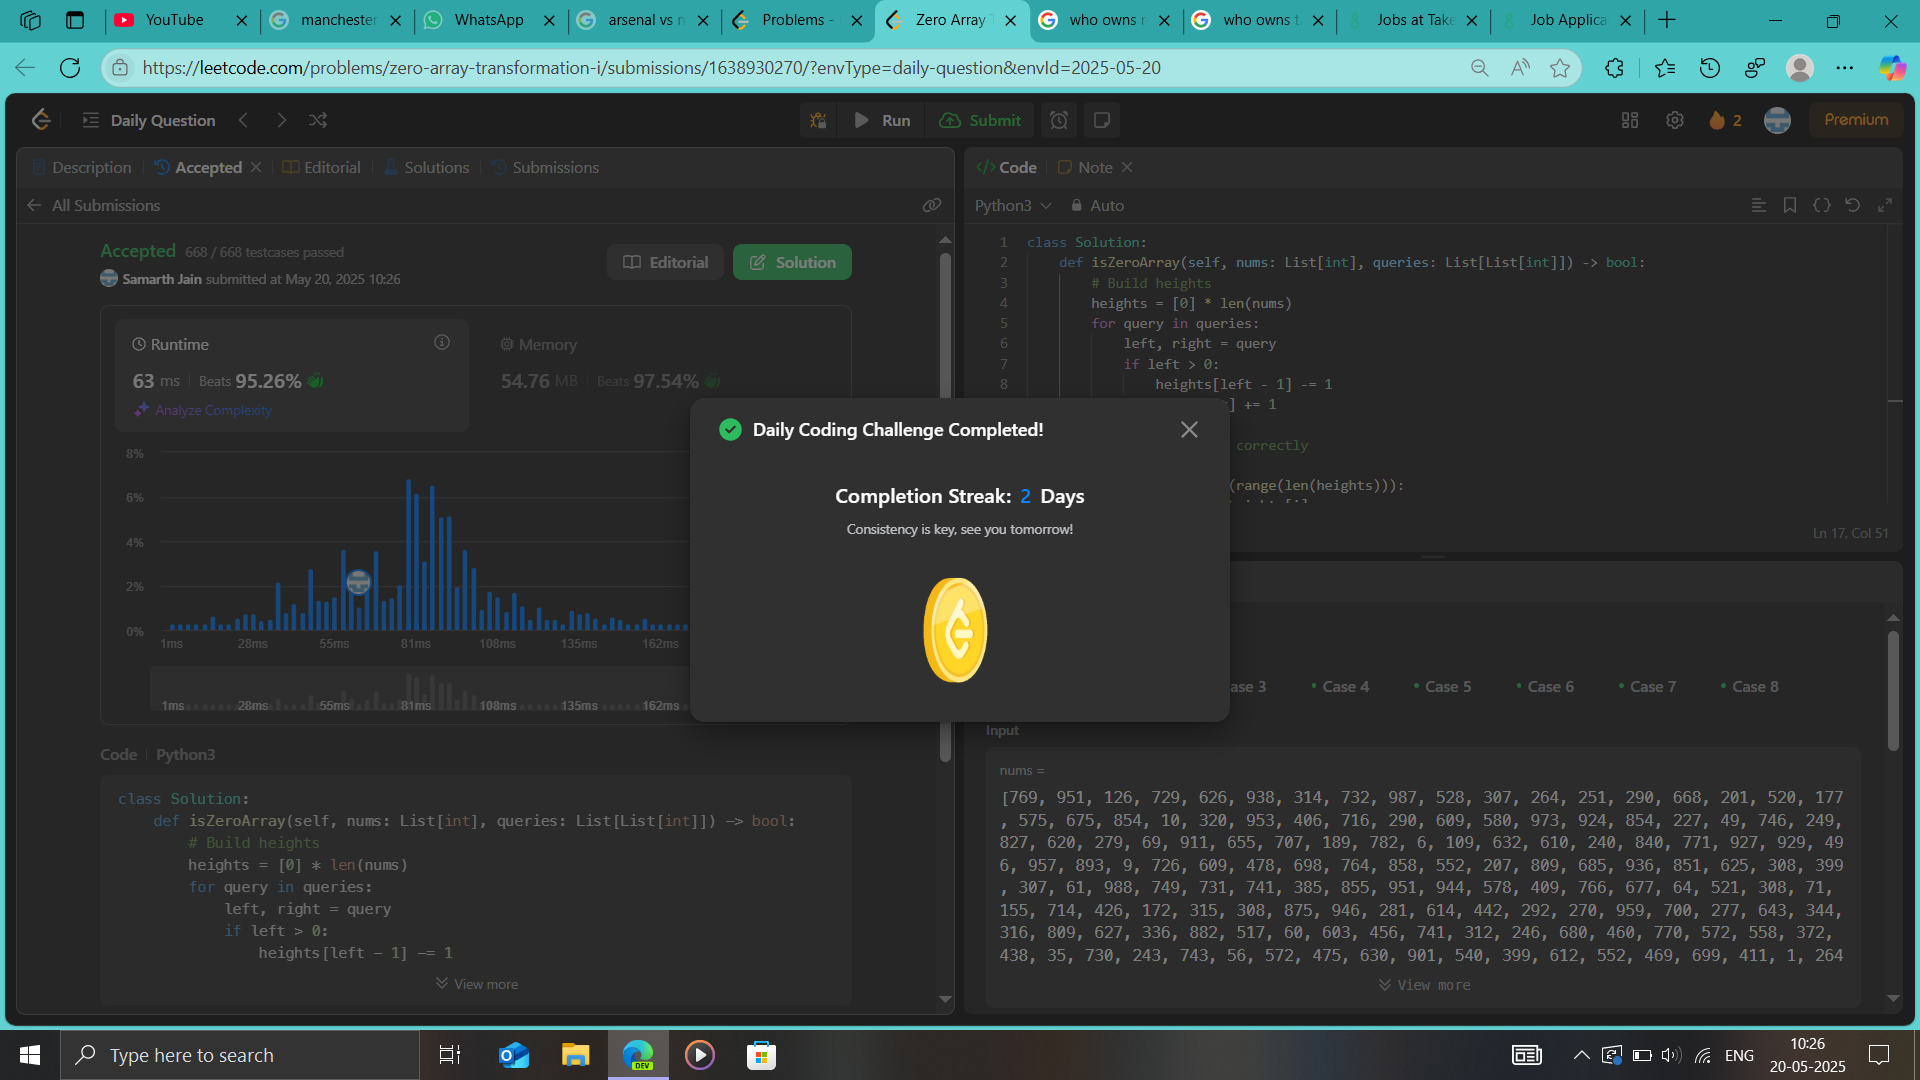 YouTube
manchester
WhatsApp
arsenal vs n
Problems -
Zero Array T
who owns r
who owns t
Jobs at Take
Job Applica
https://leetcode.com/problems/zero-array-transformation-i/submissions/1638930270/?envType=daily-question&envId=2025-05-20
Daily Question
Run
Submit
2
Premium
Description
Accepted
Editorial
Solutions
Submissions
All Submissions
Accepted 668 / 668 testcases passed
Samarth Jain submitted at May 20, 2025 10:26
Editorial
Solution
Runtime
63 ms | Beats 95.26%
Analyze Complexity
Memory
54.76 MB | Beats 97.54%
8%
6%
4%
2%
0%
1ms 28ms 55ms 81ms 108ms 135ms 162ms
1ms 28ms 55ms 81ms 108ms 135ms 162ms
Code | Python3
class Solution:
def isZeroArray(self, nums: List[int], queries: List[List[int]]) -> bool:
# Build heights
heights = [0] * len(nums)
for query in queries:
left, right = query
if left > 0:
heights[left - 1] -= 1
View more
Daily Coding Challenge Completed!
Completion Streak: 2 Days
Consistency is key, see you tomorrow!
Code
Note
Python3
Auto
1 class Solution:
2 def isZeroArray(self, nums: List[int], queries: List[List[int]]) -> bool:
3 # Build heights
4 heights = [0] * len(nums)
5 for query in queries:
6 left, right = query
7 if left > 0:
8 heights[left - 1] -= 1
] += 1
correctly
(range(len(heights))):
Ln 17, Col 51
ase 3
Case 4
Case 5
Case 6
Case 7
Case 8
Input
nums =
[769, 951, 126, 729, 626, 938, 314, 732, 987, 528, 307, 264, 251, 290, 668, 201, 520, 177
, 575, 675, 854, 10, 320, 953, 406, 716, 290, 609, 580, 973, 924, 854, 227, 49, 746, 249,
827, 620, 279, 69, 911, 655, 707, 189, 782, 6, 109, 632, 610, 240, 840, 771, 927, 929, 49
6, 957, 893, 9, 726, 609, 478, 698, 764, 858, 552, 207, 809, 685, 936, 851, 625, 308, 399
, 307, 61, 988, 749, 731, 741, 385, 855, 951, 944, 578, 409, 766, 677, 64, 521, 308, 71,
155, 714, 426, 172, 315, 308, 875, 946, 281, 614, 442, 292, 270, 959, 700, 277, 643, 344,
316, 809, 627, 336, 882, 517, 60, 603, 456, 741, 312, 246, 680, 460, 770, 572, 558, 372,
438, 35, 730, 243, 743, 56, 572, 475, 630, 901, 540, 399, 612, 552, 469, 699, 411, 1, 264
View more
Type here to search
DEV
ENG
10:26
20-05-2025